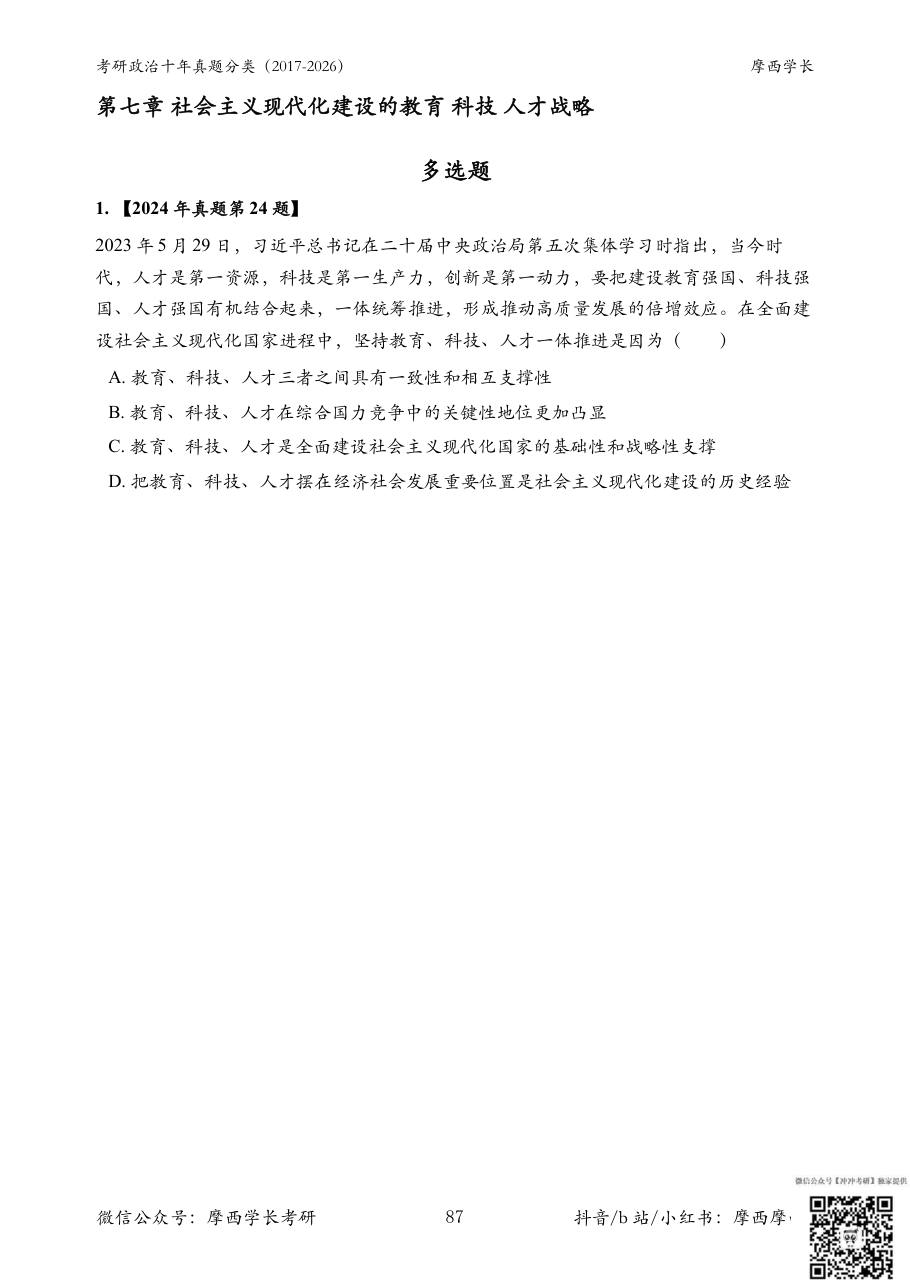 考研政治十年真题分类（2017-2026） 摩西学长
第七章 社会主义现代化建设的教育 科技 人才战略
多选题
1. 【2024 年真题第 24 题】
2023 年 5 月 29 日，习近平总书记在二十届中央政治局第五次集体学习时指出，当今时
代，人才是第一资源，科技是第一生产力，创新是第一动力，要把建设教育强国、科技强
国、人才强国有机结合起来，一体统筹推进，形成推动高质量发展的倍增效应。在全面建
设社会主义现代化国家进程中，坚持教育、科技、人才一体推进是因为（　　）
A. 教育、科技、人才三者之间具有一致性和相互支撑性
B. 教育、科技、人才在综合国力竞争中的关键性地位更加凸显
C. 教育、科技、人才是全面建设社会主义现代化国家的基础性和战略性支撑
D. 把教育、科技、人才摆在经济社会发展重要位置是社会主义现代化建设的历史经验
微信公众号【冲冲考研】独家提供
微信公众号：摩西学长考研 87 抖音/b 站/小红书：摩西摩